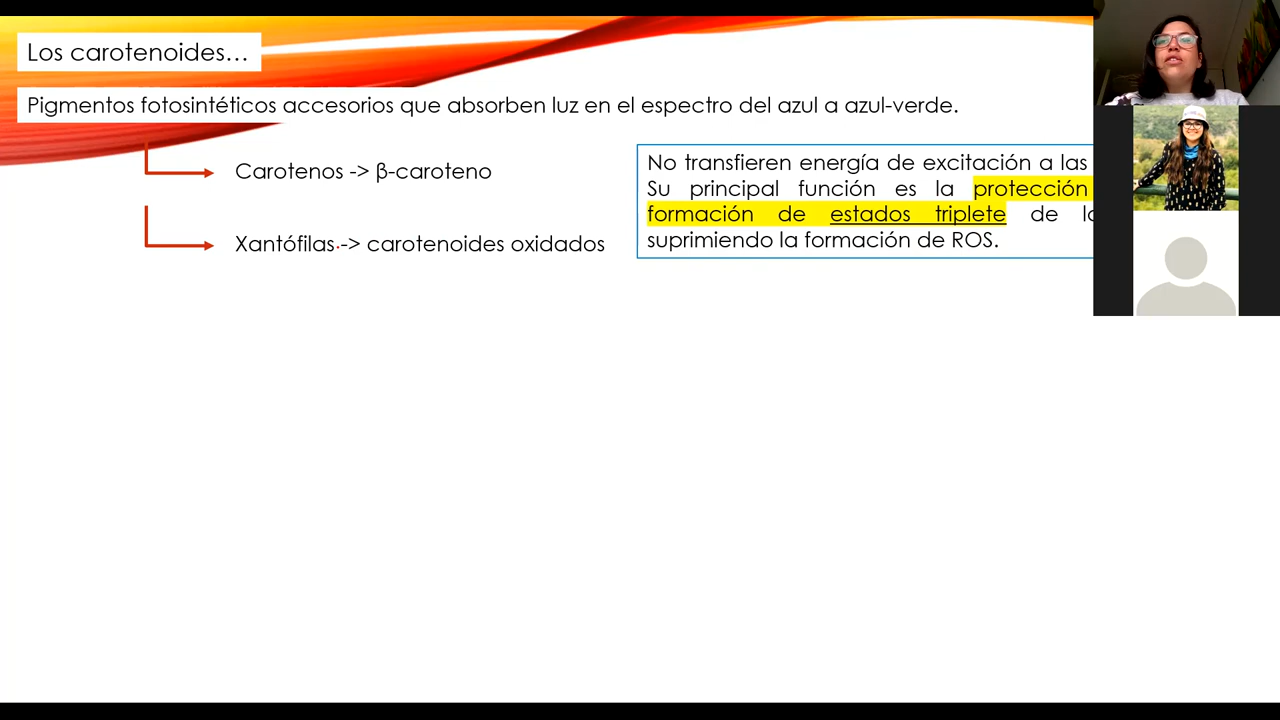 Los carotenoides…
Pigmentos fotosintéticos accesorios que absorben luz en el espectro del azul a azul-verde.
Carotenos -> β-caroteno
Xantófilas -> carotenoides oxidados
No transfieren energía de excitación a las
Su principal función es la protección
formación de estados triplete de
suprimiendo la formación de ROS.